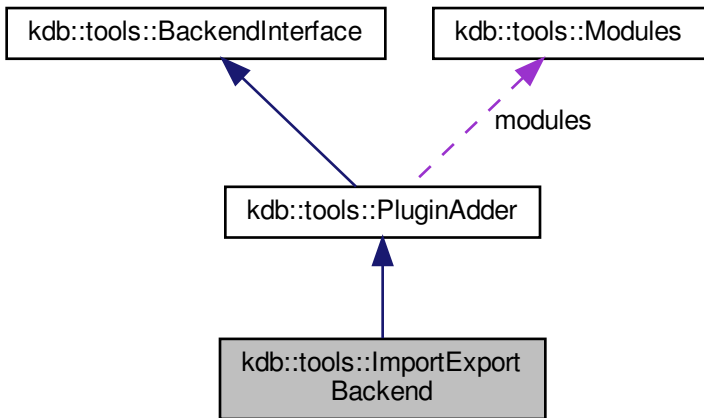 kdb::tools::BackendInterface
kdb::tools::Modules
modules
kdb::tools::PluginAdder
kdb::tools::ImportExport
Backend